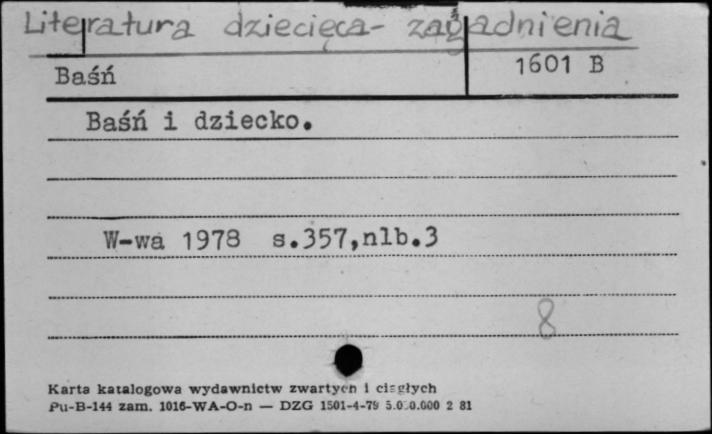 Literatura dziecięca- zagadnienia
Baśń
1601 B
Baśń i dziecko.
W-wa 1978 s.357,nlb.3
8
Karta katalogowa wydawnictw zwartych i ciągłych
Pu-B-144 zam. 1016-WA-O-n — DZG 1501-4-79 5.000.000 2 81